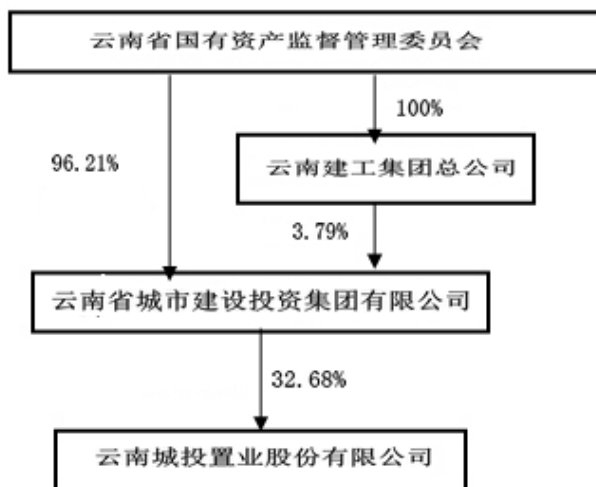 云南省国有资产监督管理委员会
100%
96.21%
云南建工集团总公司
3.79%
云南省城市建设投资集团有限公司
32.68%
云南城投置业股份有限公司